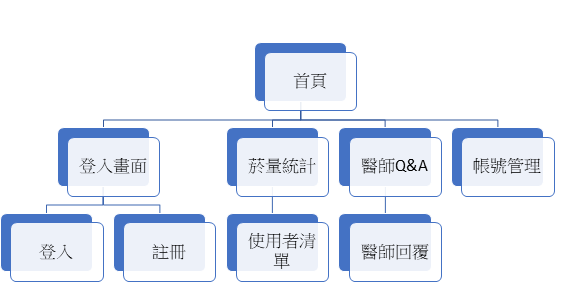 首頁
登入畫面
菸量統計
醫師Q&A
帳號管理
登入
註冊
使用者清
單
醫師回覆